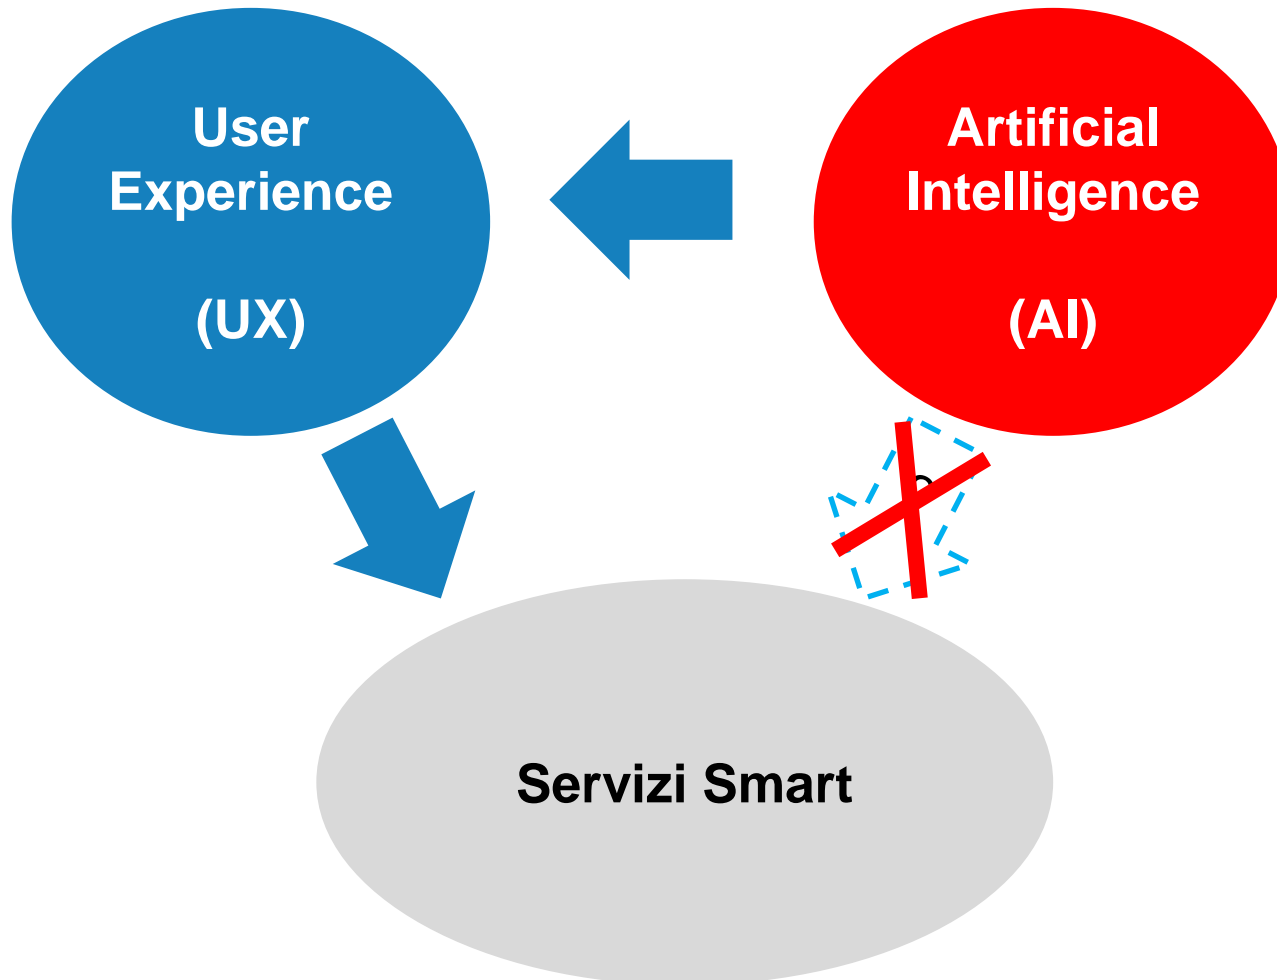 User
Experience
(UX)
Artificial
Intelligence
(AI)
Servizi Smart